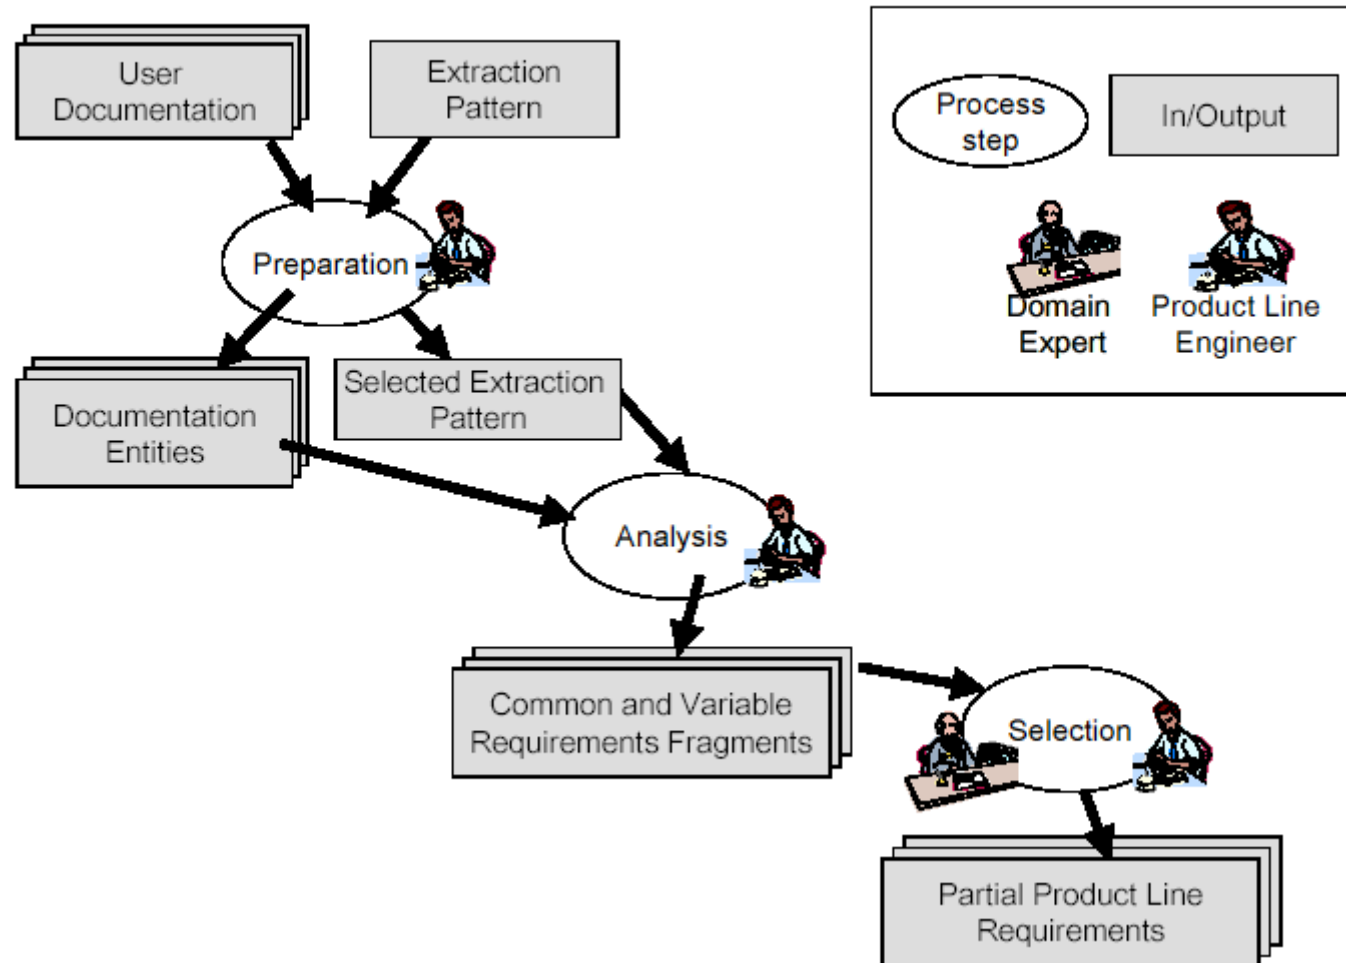 User
Documentation
Extraction
Pattern
Process
step
In/Output
Preparation
Domain
Expert
Product Line
Engineer
Documentation
Entities
Selected Extraction
Pattern
Analysis
Common and Variable
Requirements Fragments
Selection
Partial Product Line
Requirements